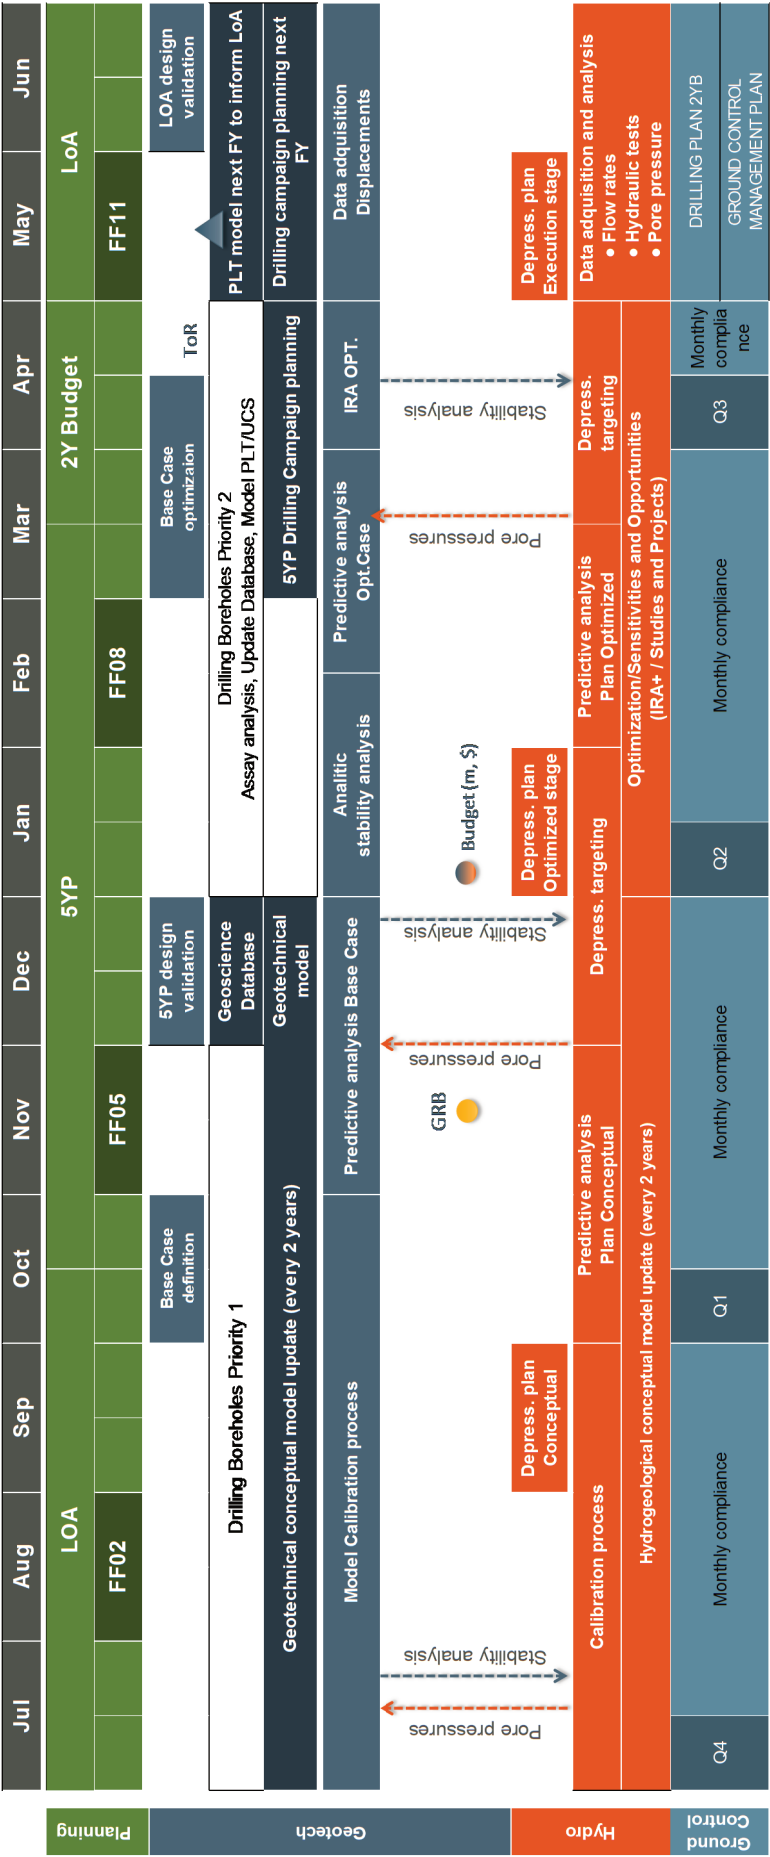 Jul
Aug
Sep
Oct
Nov
Dec
Jan
Feb
Mar
Apr
May
Jun
Planning
LOA
5YP
2Y Budget
LoA
FF02
FF05
FF08
FF11
Geotech
Base Case
definition
5YP design
validation
Base Case
optimizaion
ToR
LOA design
validation
Drilling Boreholes Priority 1
Geoscience
Database
Drilling Boreholes Priority 2
Assay analysis, Update Database, Model PLT/UCS
PLT model next FY to inform LoA
Geotechnical conceptual model update (every 2 years)
Geotechnical
model
5YP Drilling Campaign planning
Drilling campaign planning next
FY
Model Calibration process
Predictive analysis Base Case
Analitic
stability analysis
Predictive analysis
Opt.Case
IRA OPT.
Data adquisition
Displacements
Pore pressures
Stability analysis
GRB
Pore pressures
Stability analysis
Budget (m, $)
Pore pressures
Stability analysis
Hydro
Depress. plan
Conceptual
Depress. plan
Optimized stage
Depress. plan
Execution stage
Calibration process
Predictive analysis
Plan Conceptual
Depress. targeting
Predictive analysis
Plan Optimized
Depress.
targeting
Data adquisition and analysis
● Flow rates
● Hydraulic tests
● Pore pressure
Hydrogeological conceptual model update (every 2 years)
Optimization/Sensitivities and Opportunities
(IRA+ / Studies and Projects)
Ground
Control
Q4
Monthly compliance
Q1
Monthly compliance
Q2
Monthly compliance
Q3
Monthly
complia
nce
DRILLING PLAN 2YB
GROUND CONTROL
MANAGEMENT PLAN